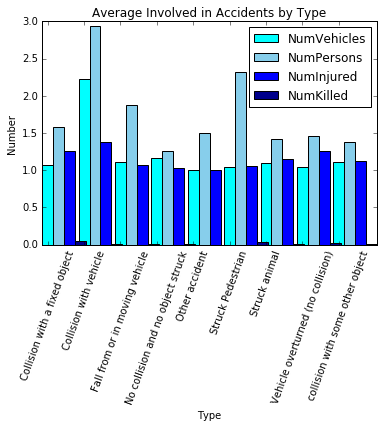 Average Involved in Accidents by Type
3.0
2.5
2.0
1.5
1.0
0.5
0.0
Number
NumVehicles
NumPersons
NumInjured
NumKilled
Collision with a fixed object
Collision with vehicle
Fall from or in moving vehicle
No collision and no object struck
Other accident
Struck Pedestrian
Struck animal
Vehicle overturned (no collision)
collision with some other object
Type